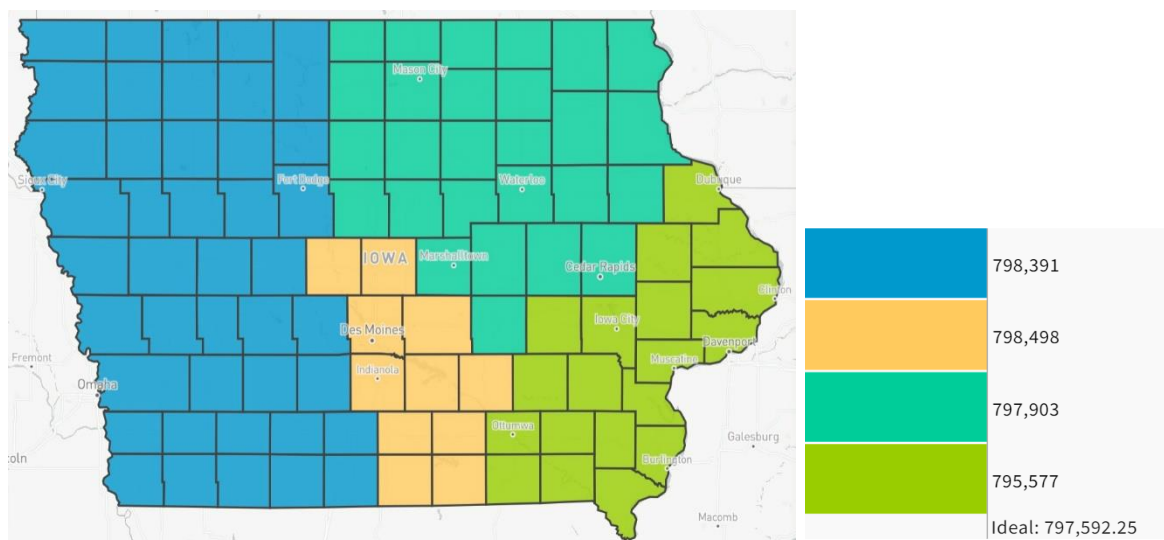 Mason City
Sioux City
Fort Dodge
Waterloo
Dubuque
IOWA
Marshalltown
Cedar Rapids
Clinton
Des Moines
Iowa City
Davenport
Fremont
Indianola
Muscatine
Omaha
Ottumwa
Galesburg
coln
Burlington
Macomb
798,391
798,498
797,903
795,577
Ideal: 797,592.25